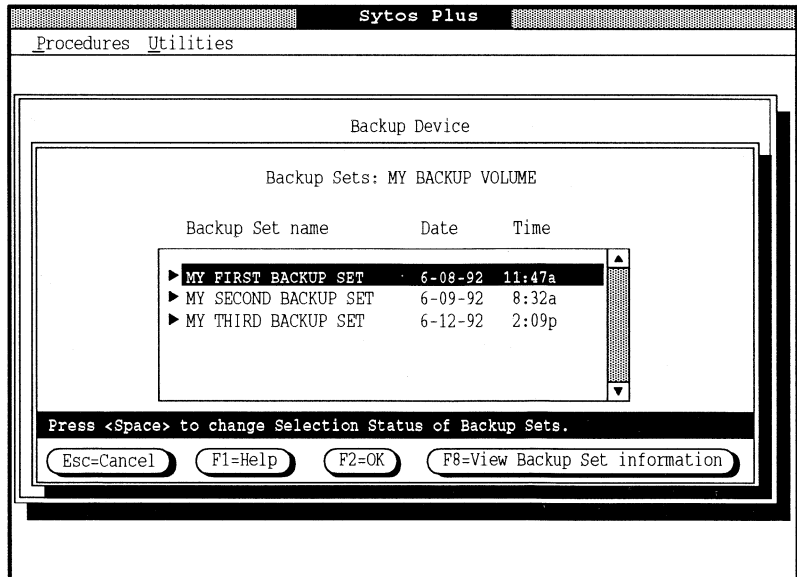 Sytos Plus
Procedures Utilities
Backup Device
Backup Sets: MY BACKUP VOLUME
Backup Set name Date Time
MY FIRST BACKUP SET 6-08-92 11:47a
MY SECOND BACKUP SET 6-09-92 8:32a
MY THIRD BACKUP SET 6-12-92 2:09p
Press <Space> to change Selection Status of Backup Sets.
Esc=Cancel F1=Help F2=OK F8=View Backup Set information